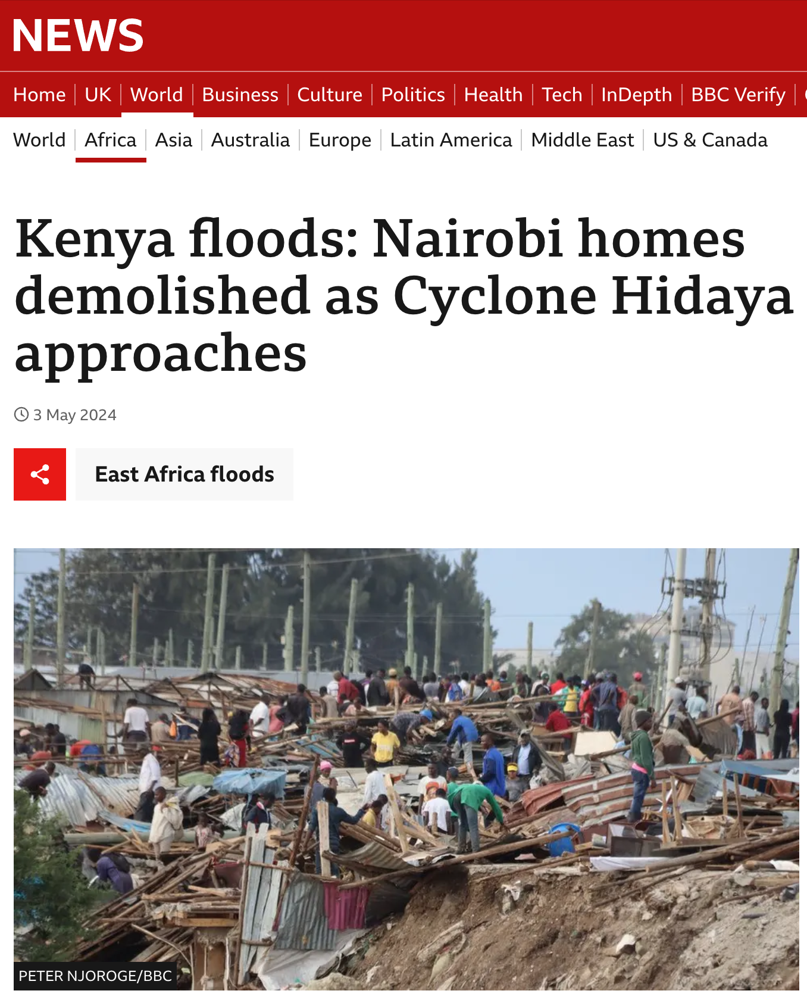 NEWS
Home UK World Business Culture Politics Health Tech InDepth BBC Verify
World Africa Asia Australia Europe Latin America Middle East US & Canada
Kenya floods: Nairobi homes
demolished as Cyclone Hidaya
approaches
3 May 2024
East Africa floods
PETER NJOROGE/BBC